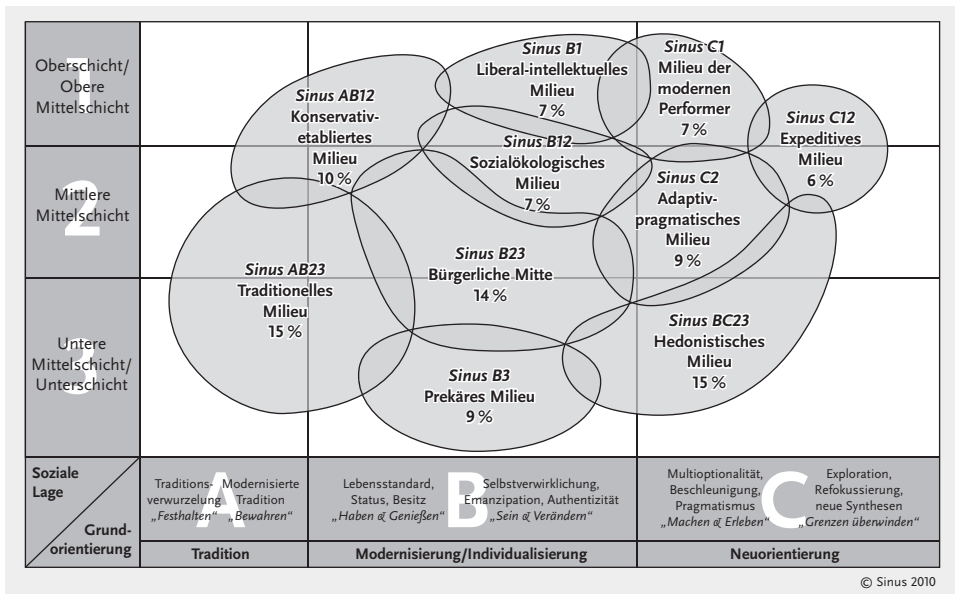 1
Oberschicht/
Obere
Mittelschicht
2
Mittlere
Mittelschicht
3
Untere
Mittelschicht/
Unterschicht
Sinus AB12
Konservativ-
etabliertes
Milieu
10 %
Sinus B1
Liberal-intellektuelles
Milieu
7 %
Sinus C1
Milieu der
modernen
Performer
7 %
Sinus C12
Expeditives
Milieu
6 %
Sinus B12
Sozialökologisches
Milieu
7 %
Sinus C2
Adaptiv-
pragmatisches
Milieu
9 %
Sinus AB23
Traditionelles
Milieu
15 %
Sinus B23
Bürgerliche Mitte
14 %
Sinus BC23
Hedonistisches
Milieu
15 %
Sinus B3
Prekäres Milieu
9 %
Soziale
Lage
Grund-
orientierung
A
Traditions-
verwurzelung
„Festhalten“
Modernisierte
Tradition
„Bewahren“
B
Lebensstandard,
Status, Besitz
„Haben & Genießen“
Selbstverwirklichung,
Emanzipation, Authentizität
„Sein & Verändern“
C
Multioptionalität,
Beschleunigung,
Pragmatismus
„Machen & Erleben“
Exploration,
Refokussierung,
neue Synthesen
„Grenzen überwinden“
Tradition
Modernisierung/Individualisierung
Neuorientierung
© Sinus 2010